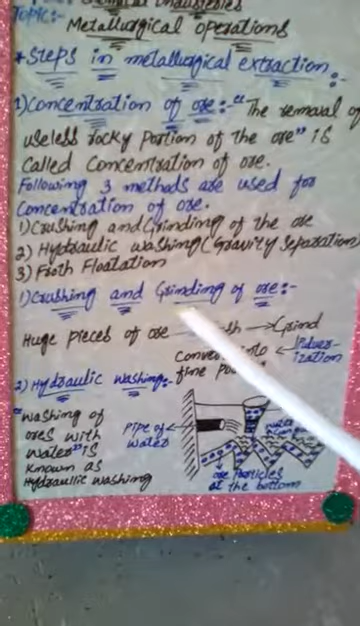 Topic:-
Metallurgical operations
* Steps in metallurgical extraction:-
1) Concentration of ore:- "The removal of
useless rocky portion of the ore" is
called Concentration of ore.
Following 3 methods are used for
Concentration of ore.
1) Crushing and Grinding of the ore
2) Hydraulic washing (Gravity Separation)
3) Froth Floatation
1) Crushing and Grinding of ore:-
Huge pieces of ore → Grind
into ← Pulver-
ization
fine
2) Hydraulic washing:-
"washing of
ores with
water" is
known as
Hydraullic washing
Pipe of
water
ore particles
at the bottom